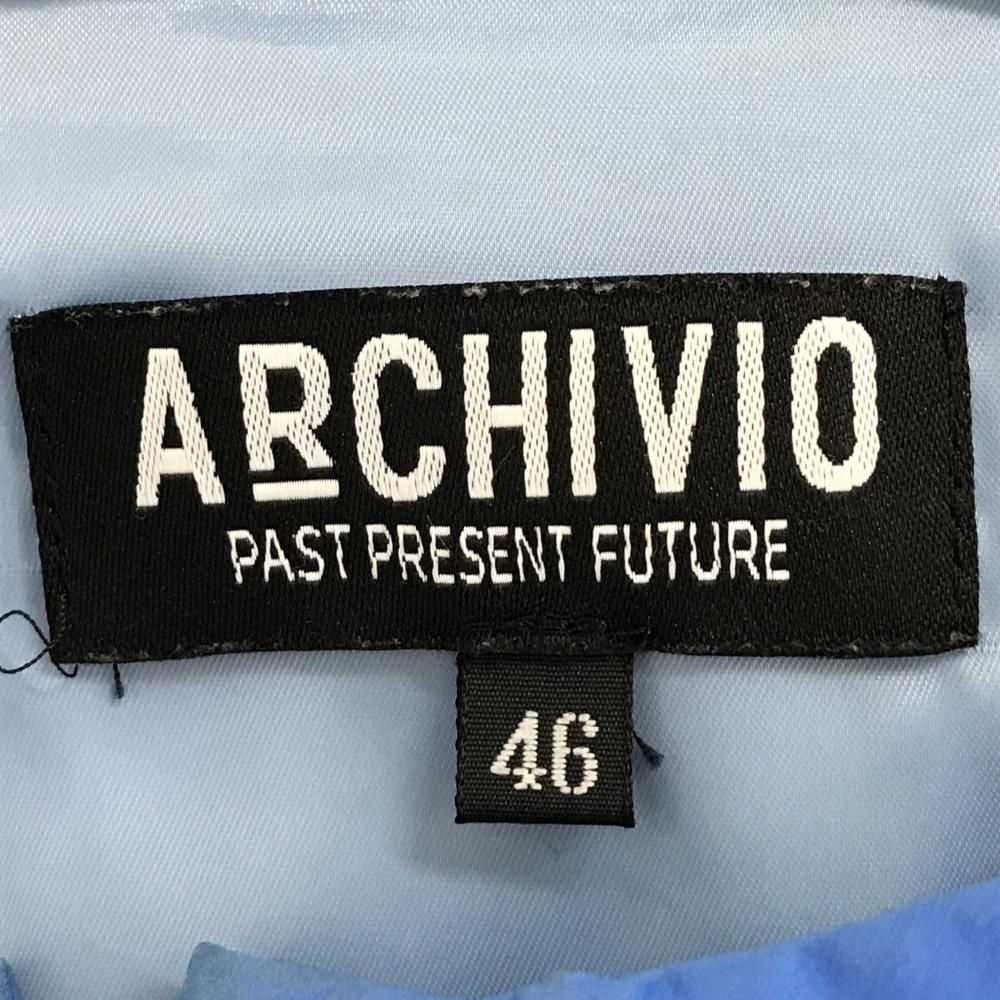 ARCHIVIO
PAST PRESENT FUTURE
46